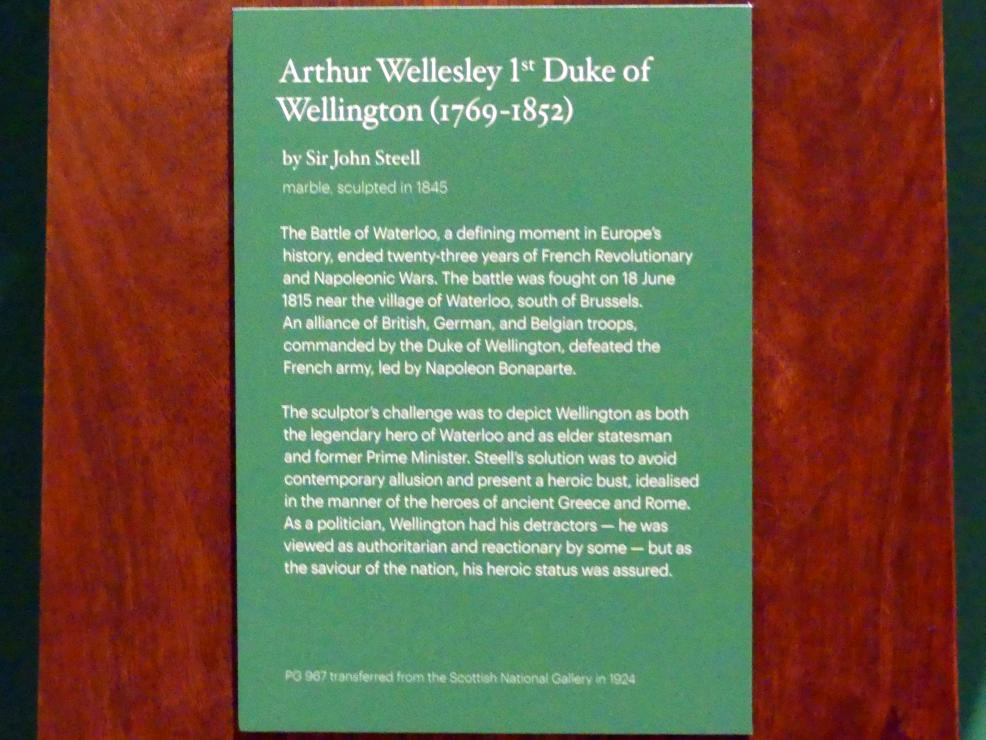 Arthur Wellesley 1st Duke of
Wellington (1769-1852)
by Sir John Steell
marble, sculpted in 1845
The Battle of Waterloo, a defining moment in Europe's
history, ended twenty-three years of French Revolutionary
and Napoleonic Wars. The battle was fought on 18 June
1815 near the village of Waterloo, south of Brussels.
An alliance of British, German, and Belgian troops,
commanded by the Duke of Wellington, defeated the
French army, led by Napoleon Bonaparte.
The sculptor's challenge was to depict Wellington as both
the legendary hero of Waterloo and as elder statesman
and former Prime Minister. Steell's solution was to avoid
contemporary allusion and present a heroic bust, idealised
in the manner of the heroes of ancient Greece and Rome.
As a politician, Wellington had his detractors — he was
viewed as authoritarian and reactionary by some — but as
the saviour of the nation, his heroic status was assured.
PG 967 transferred from the Scottish National Gallery in 1924